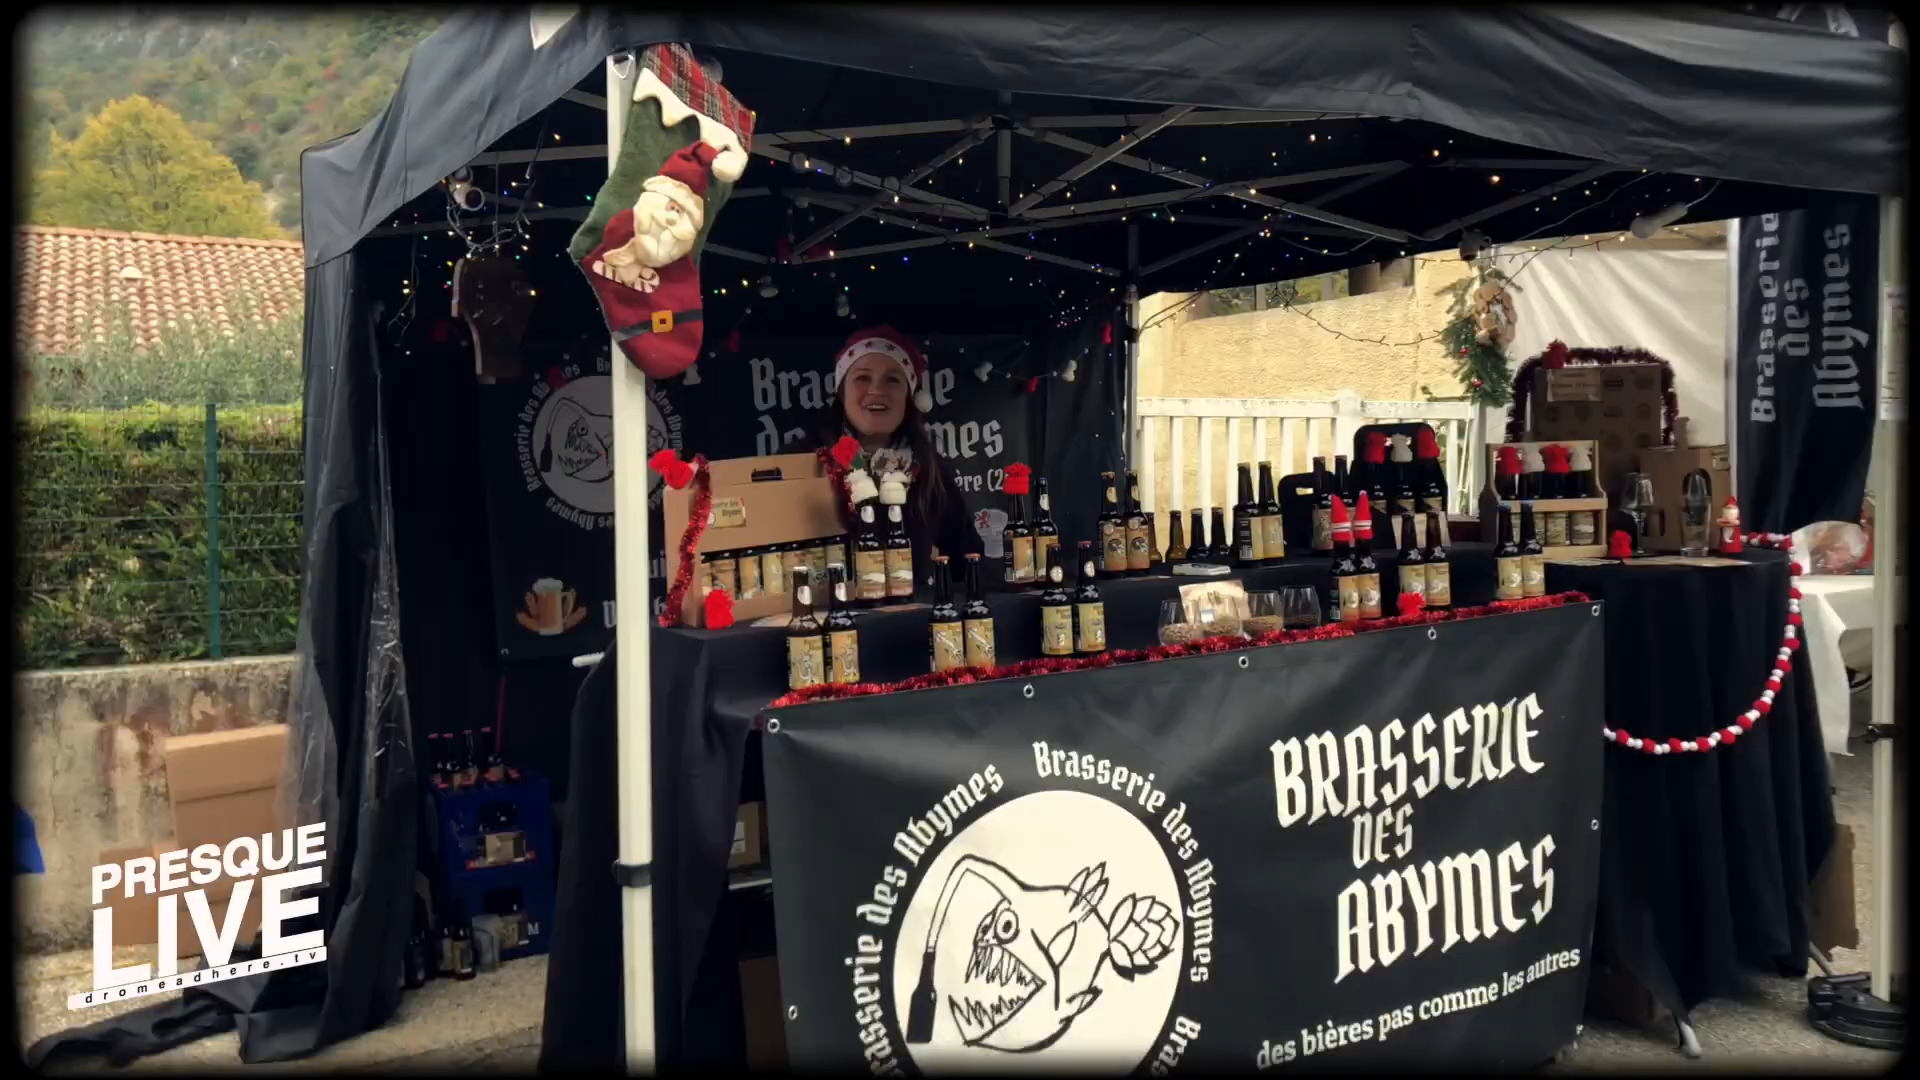 Brasserie
des
Abymes
Brasserie des Abymes
PRESQUE
LIVE
dromeadhere.tv
Brasserie des Abymes
Brasserie des Abymes
BRASSERIE
DES
ABYMES
des bières pas comme les autres